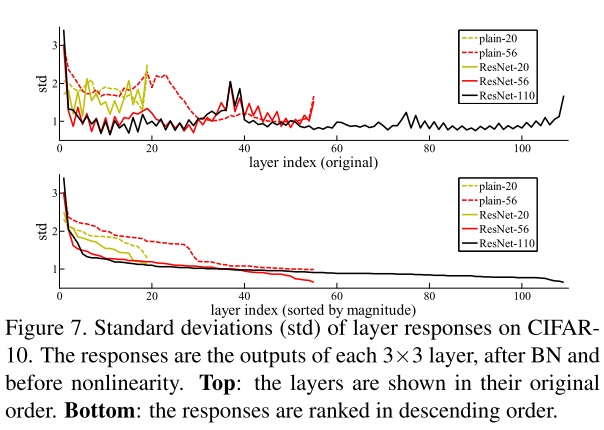 3
2
1
std
plain-20
plain-56
ResNet-20
ResNet-56
ResNet-110
0 20 40 60 80 100
layer index (original)
3
2
1
std
plain-20
plain-56
ResNet-20
ResNet-56
ResNet-110
0 20 40 60 80 100
layer index (sorted by magnitude)
Figure 7. Standard deviations (std) of layer responses on CIFAR-
10. The responses are the outputs of each 3×3 layer, after BN and
before nonlinearity. Top: the layers are shown in their original
order. Bottom: the responses are ranked in descending order.